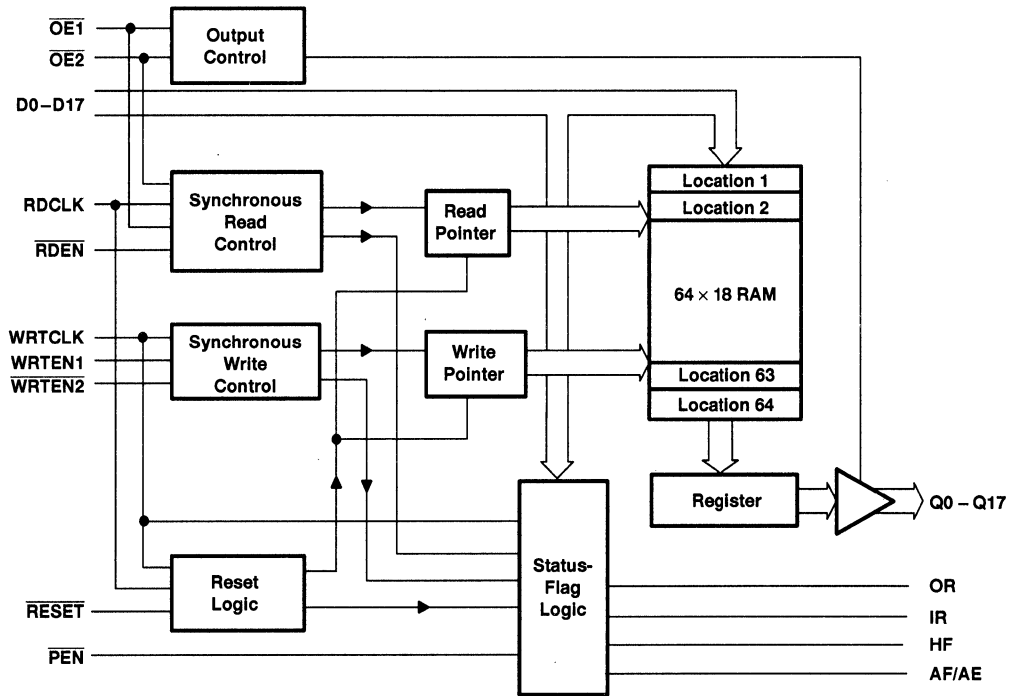 OE1
OE2
Output
Control
D0–D17
RDCLK
RDEN
Synchronous
Read
Control
Read
Pointer
Location 1
Location 2
64 × 18 RAM
Location 63
Location 64
WRTCLK
WRTEN1
WRTEN2
Synchronous
Write
Control
Write
Pointer
Register
Q0 – Q17
RESET
PEN
Reset
Logic
Status-
Flag
Logic
OR
IR
HF
AF/AE